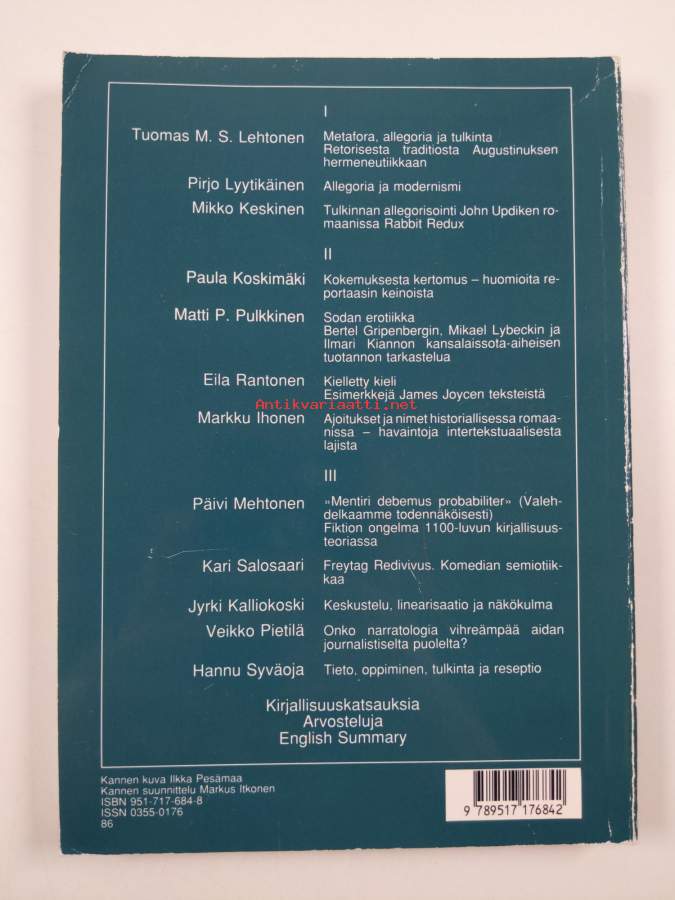 I
Tuomas M. S. Lehtonen
Metafora, allegoria ja tulkinta
Retorisesta traditiosta Augustinuksen
hermeneutiikkaan
Pirjo Lyytikäinen
Allegoria ja modernismi
Mikko Keskinen
Tulkinnan allegorisointi John Updiken ro-
maanissa Rabbit Redux
II
Paula Koskimäki
Kokemuksesta kertomus – huomioita re-
portaasin keinoista
Matti P. Pulkkinen
Sodan erotiikka
Bertel Gripenbergin, Mikael Lybeckin ja
Ilmari Kiannon kansalaissota-aiheisen
tuotannon tarkastelua
Eila Rantonen
Kielletty kieli
Esimerkkejä James Joycen teksteistä
Antikvariaatti.net
Markku Ihonen
Ajoitukset ja nimet historiallisessa romaa-
nissa – havaintoja intertekstuaalisesta
lajista
III
Päivi Mehtonen
»Mentiri debemus probabiliter» (Valeh-
delkaamme todennäköisesti)
Fiktion ongelma 1100-luvun kirjallisuus-
teoriassa
Kari Salosaari
Freytag Redivivus. Komedian semiotiik-
kaa
Jyrki Kalliokoski
Keskustelu, linearisaatio ja näkökulma
Veikko Pietilä
Onko narratologia vihreämpää aidan
journalistiselta puolelta?
Hannu Syväoja
Tieto, oppiminen, tulkinta ja reseptio
Kirjallisuuskatsauksia
Arvosteluja
English Summary
Kannen kuva Ilkka Pesämaa
Kannen suunnittelu Markus Itkonen
ISBN 951-717-684-8
ISSN 0355-0176
86
9 789517 176842